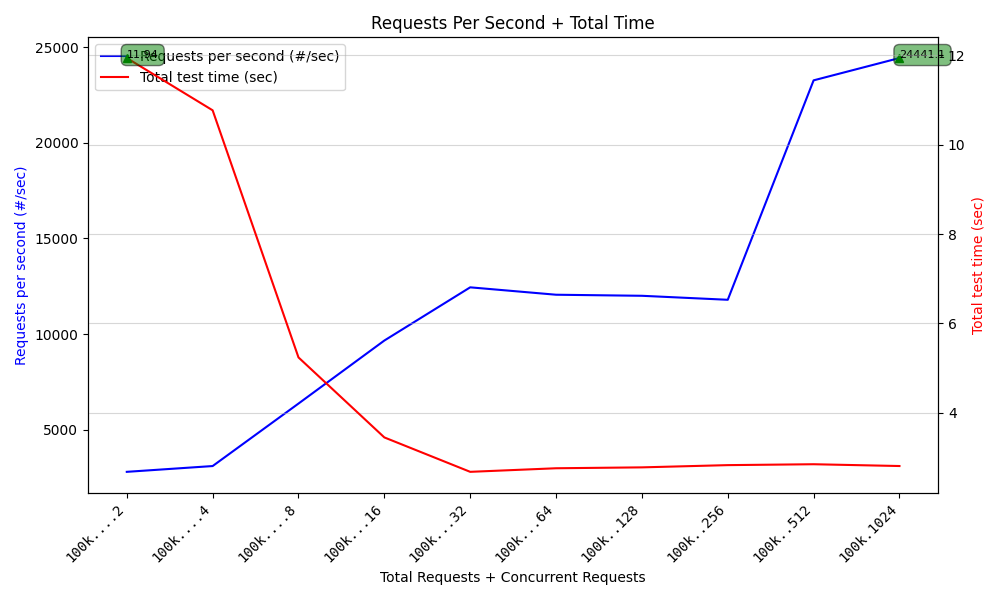 Requests Per Second + Total Time
Requests per second (#/sec)
Total test time (sec)
11.94
24441.1
25000
20000
15000
10000
5000
12
10
8
6
4
Requests per second (#/sec)
Total test time (sec)
100k....2
100k....4
100k....8
100k...16
100k...32
100k...64
100k..128
100k..256
100k..512
100k.1024
Total Requests + Concurrent Requests